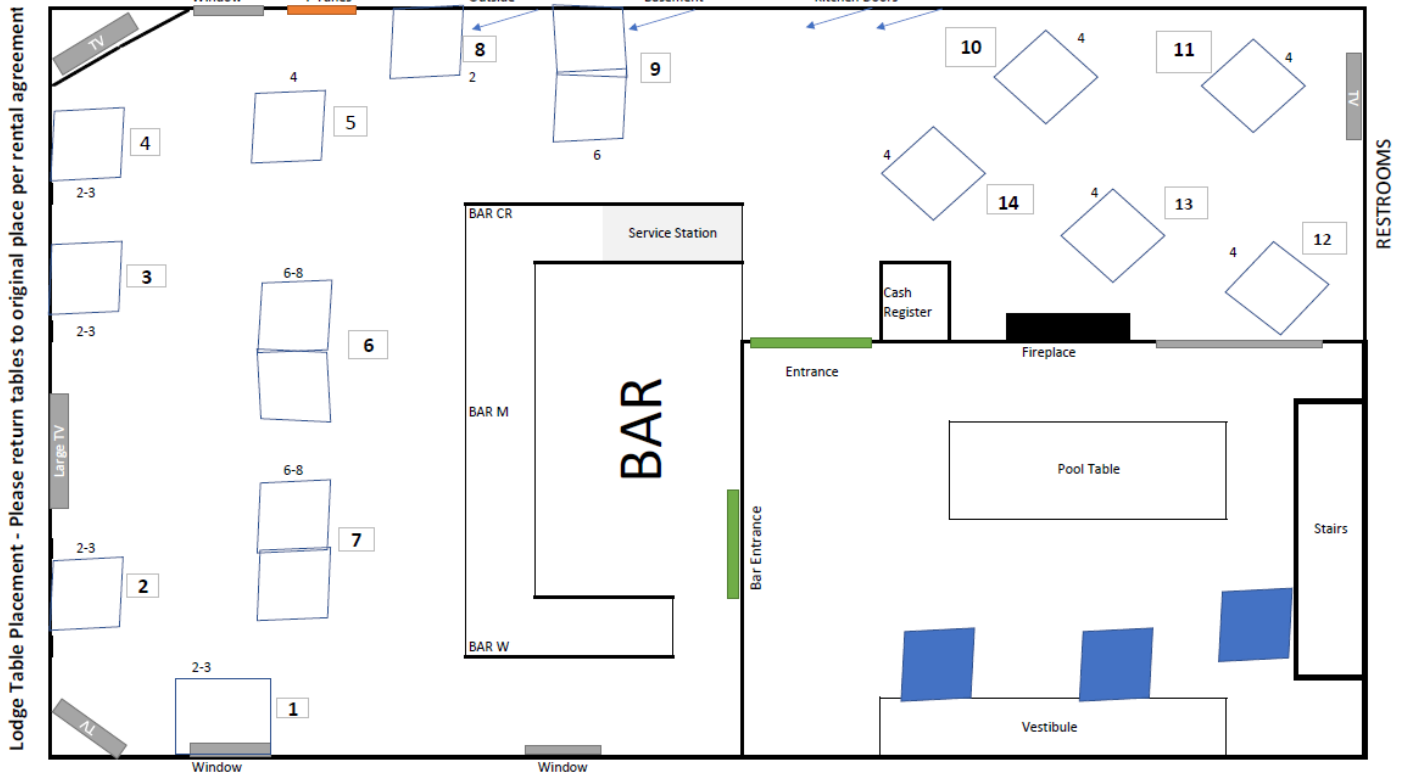 Lodge Table Placement - Please return tables to original place per rental agreement
Window
Outside
Basement
Kitchen Doors
TV
8
2
9
6
10
4
11
4
TV
RESTROOMS
4
5
4
2-3
14
4
13
4
12
4
BAR CR
Service Station
3
2-3
6-8
6
Cash
Register
Fireplace
Entrance
BAR M
BAR
Large TV
Pool Table
6-8
7
Bar Entrance
Stairs
2-3
2
BAR W
2-3
1
TV
Vestibule
Window
Window